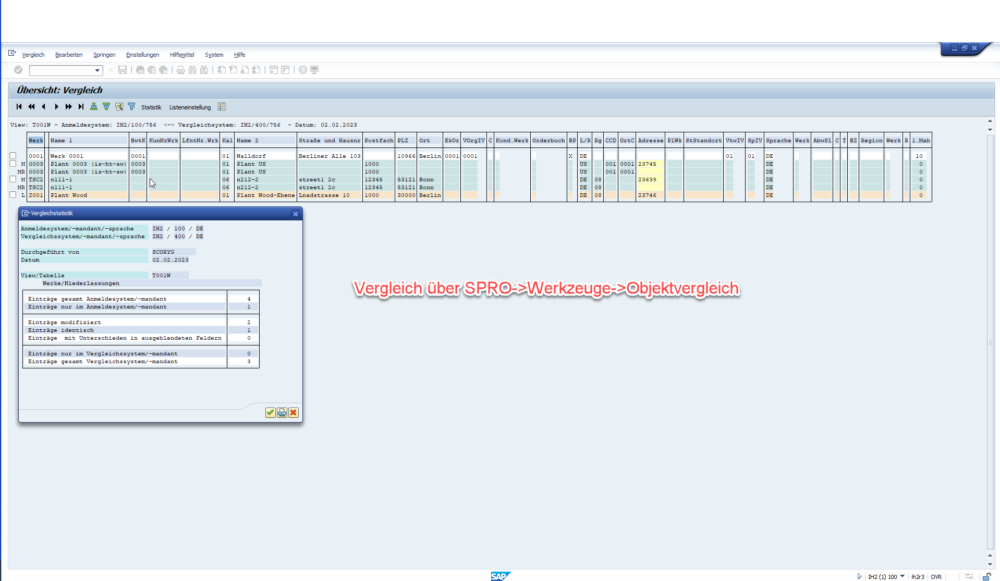 Vergleich Bearbeiten Springen Einstellungen Hilfsmittel System Hilfe
Übersicht: Vergleich
Statistik Listeneinstellung
View: T001W - Anmeldesystem: IH2/100/756 <-> Vergleichsystem: IH2/400/756 - Datum: 02.02.2023
Werk Name 1 BwtK KunNrWrk LfntNr.Wrk Kal Name 2 Straße und Hausnr Postfach PLZ Ort EkOr VOrgIV C Kond.Werk Orderbuch BP L/R Rg CCD OrtC Adresse PlWk StStandort VtwIV SpIV Sprache Werk AbwSl C T BZ Region Werk R 1.Mah
0001 Werk 0001 0001 01 Walldorf Berliner Alle 103 10966 Berlin 0001 0001 X DE 01 01 DE 10
M 0003 Plant 0003 (is-ht-sw) 0003 01 Plant US 1000 US 001 0001 23745 DE 0
MR 0003 Plant 0003 (is-ht-sw) 0003 01 Plant US 1000 US 001 0001 DE 0
M TSC2 n111-1 06 n212-2 street1 2c 12345 53121 Bonn DE 08 23639 DE 0
MR TSC2 n111-1 06 n212-2 street1 2c 12345 53121 Bonn DE 08 DE 0
L Z001 Plant Wood 01 Plant Wood-Ebene Lnadstrasse 10 1000 30000 Berlin DE 08 23746 DE 0
Vergleichstatistik
Anmeldesystem/-mandant/-sprache IH2 / 100 / DE
Vergleichssystem/-mandant/-sprache IH2 / 400 / DE
Durchgeführt von SCORYG
Datum 02.02.2023
View/Tabelle T001W
Werke/Niederlassungen
Einträge gesamt Anmeldesystem/-mandant 4
Einträge nur im Anmeldesystem/-mandant 1
Einträge modifiziert 2
Einträge identisch 1
Einträge mit Unterschieden in ausgeblendeten Feldern 0
Einträge nur im Vergleichssystem/-mandant 0
Einträge gesamt Vergleichssystem/-mandant 3
Vergleich über SPRO->Werkzeuge->Objektvergleich
SAP
IH2 (1) 100 ih2r3 OVR